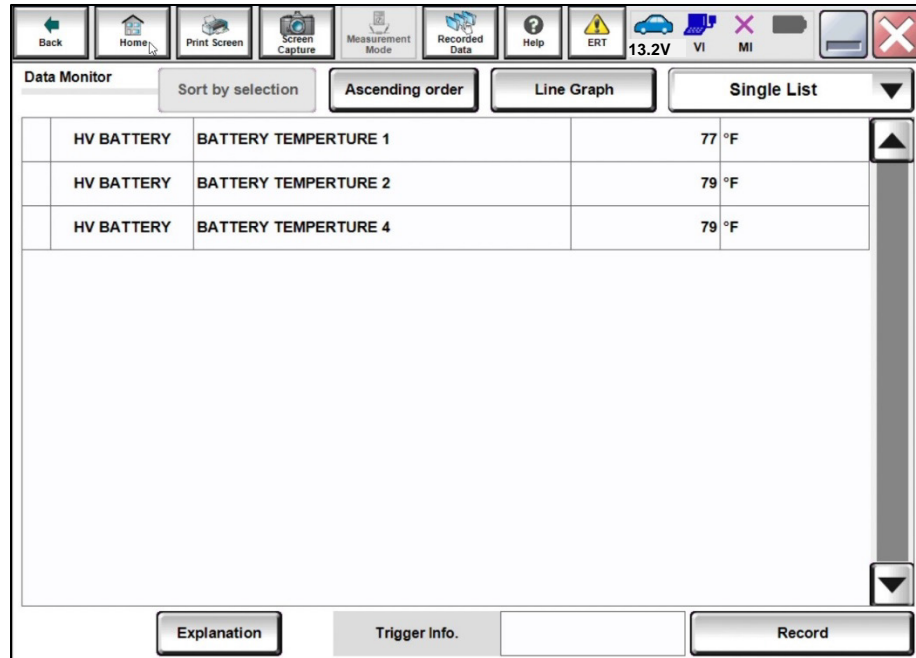 Back
Home
Print Screen
Screen Capture
Measurement Mode
Recorded Data
Help
ERT
13.2V
VI
MI
Data Monitor
Sort by selection
Ascending order
Line Graph
Single List
HV BATTERY BATTERY TEMPERTURE 1 77 °F
HV BATTERY BATTERY TEMPERTURE 2 79 °F
HV BATTERY BATTERY TEMPERTURE 4 79 °F
Explanation
Trigger Info.
Record